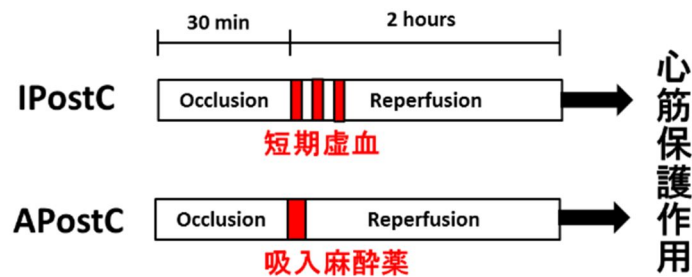 30 min
2 hours
IPostC
Occlusion
Reperfusion
短期虚血
APostC
Occlusion
Reperfusion
吸入麻酔薬
心筋保護作用